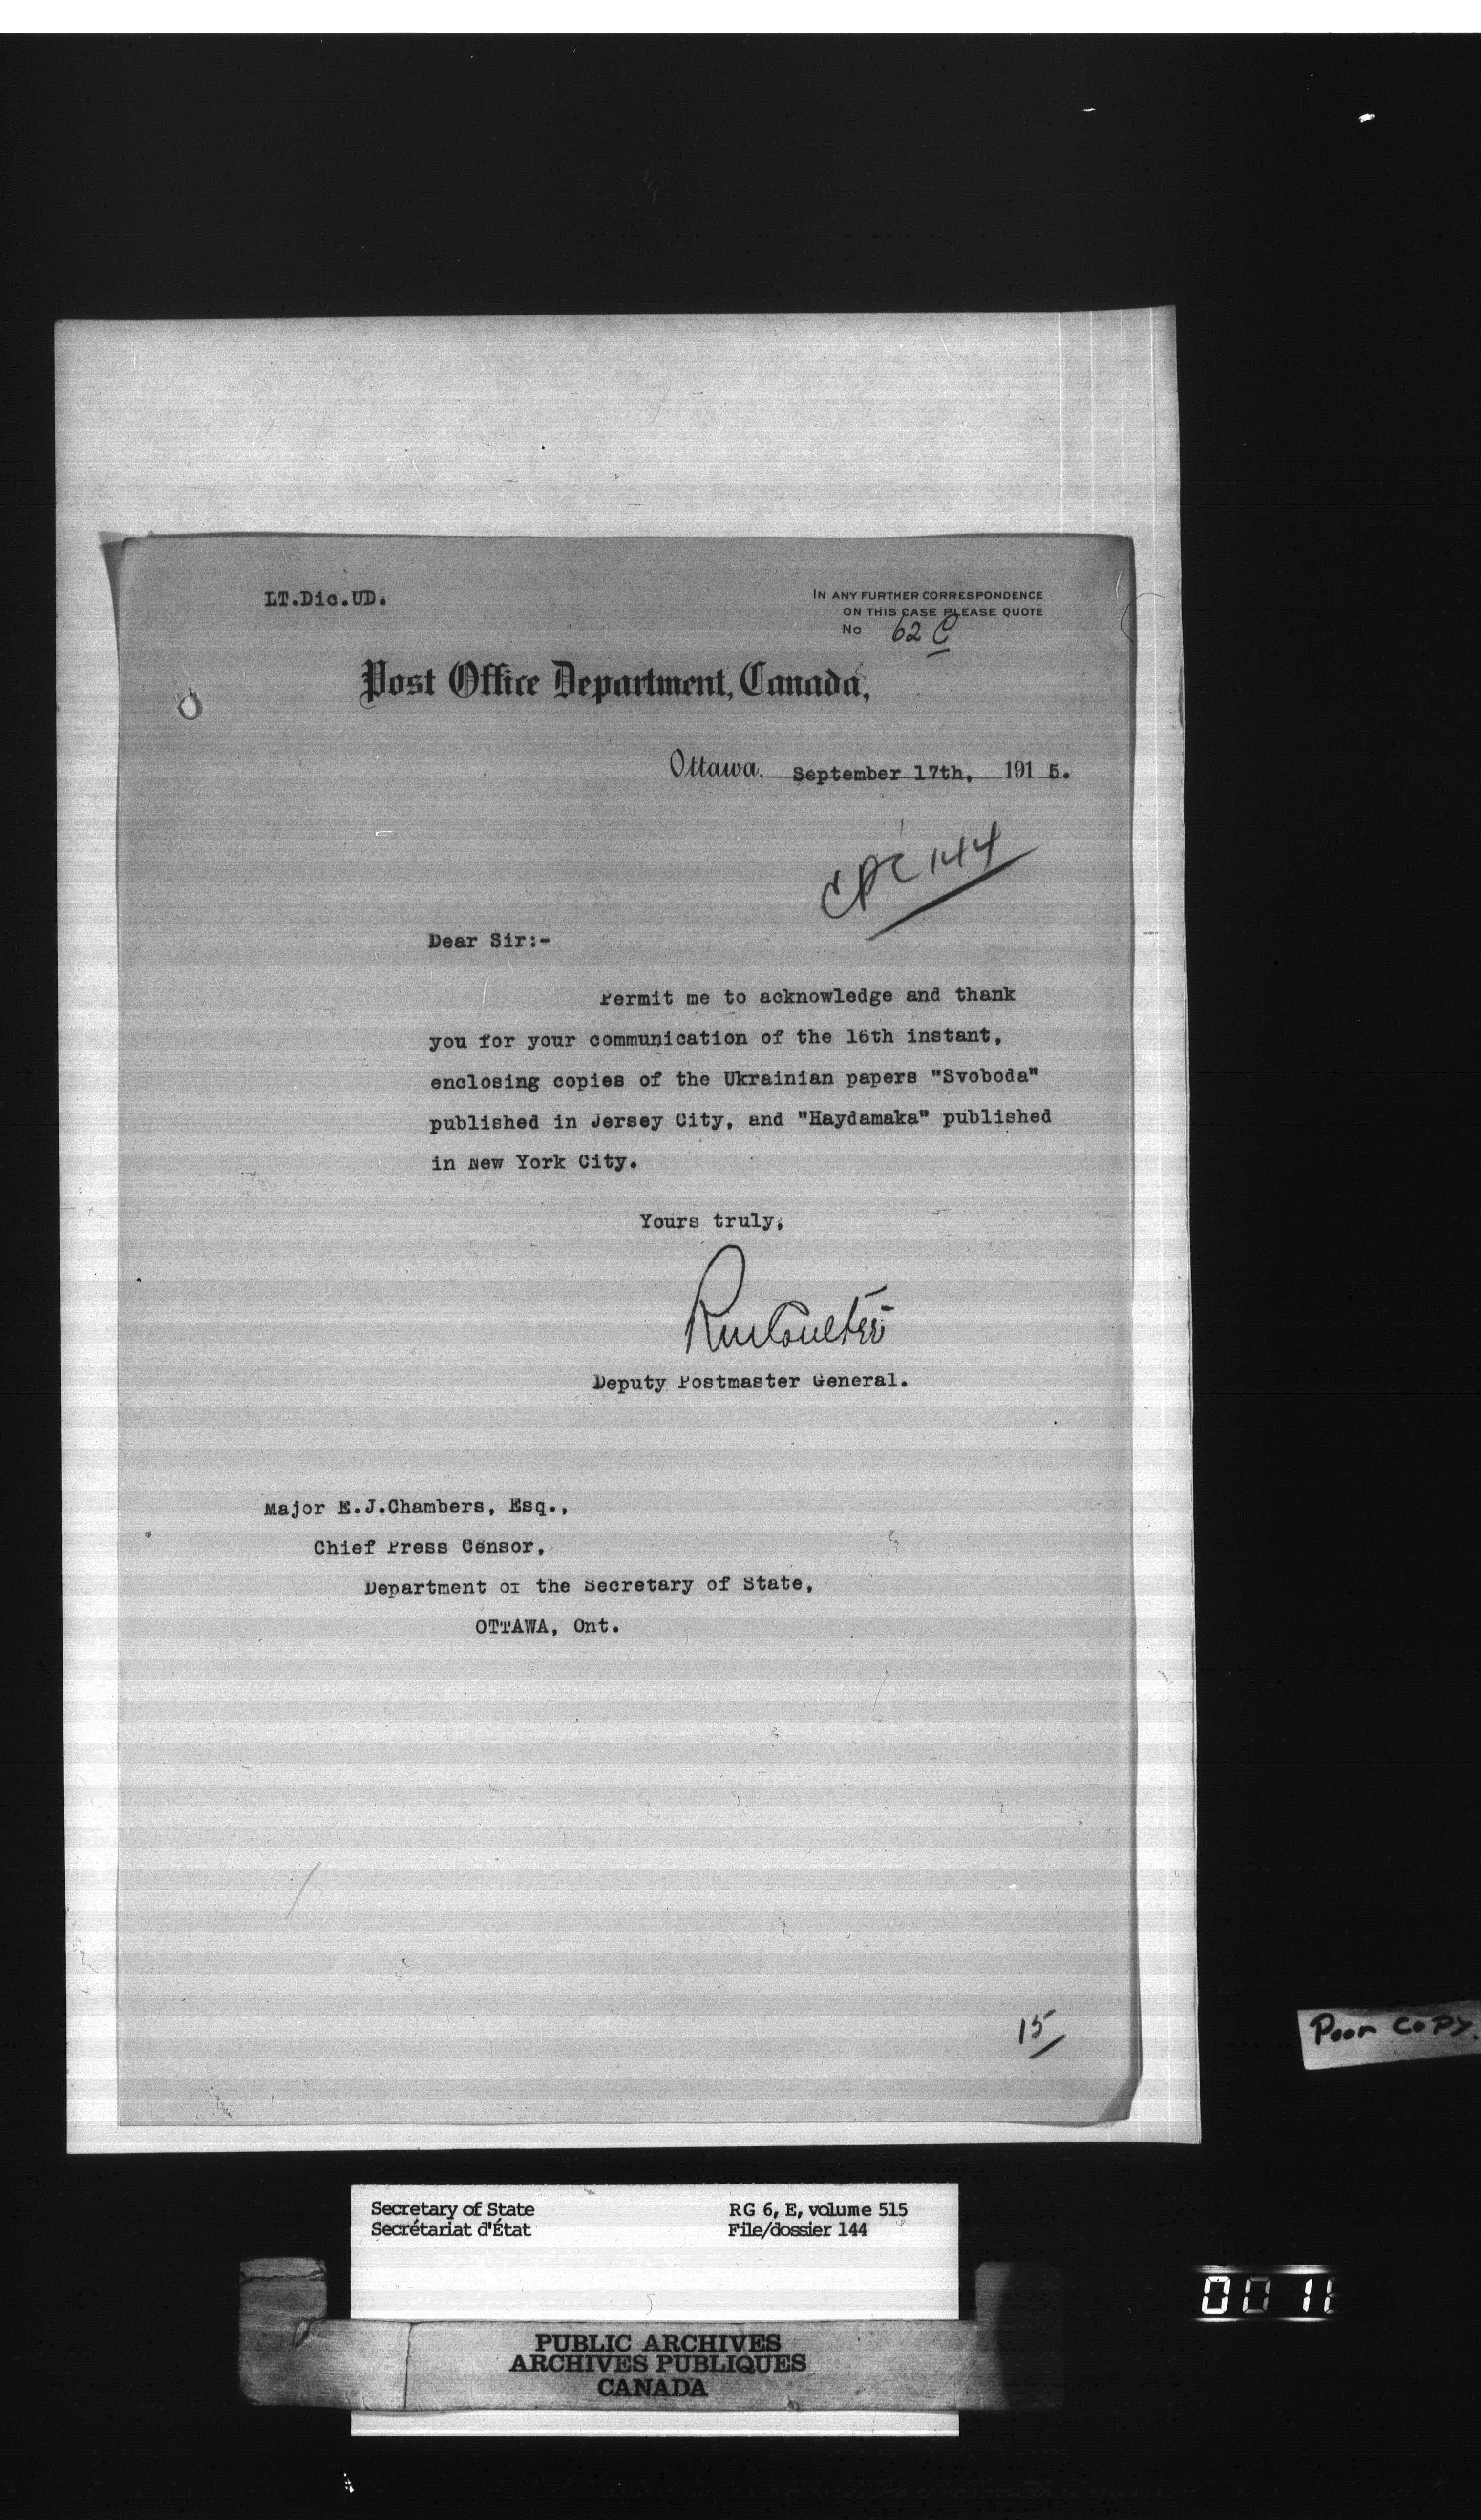 LT.Dic.UD.
IN ANY FURTHER CORRESPONDENCE
ON THIS CASE PLEASE QUOTE
No 62 C
Post Office Department, Canada,
Ottawa. September 17th, 1915.
CPC 144
Dear Sir:-
Permit me to acknowledge and thank
you for your communication of the 16th instant,
enclosing copies of the Ukrainian papers "Svoboda"
published in Jersey City, and "Haydamaka" published
in New York City.
Yours truly,
RmCoulter
Deputy Postmaster General.
Major E.J.Chambers, Esq.,
Chief Press Censor,
Department of the Secretary of State,
OTTAWA, Ont.
15
Poor Copy.
Secretary of State RG 6, E, volume 515
Secrétariat d'État File/dossier 144
0011
PUBLIC ARCHIVES
ARCHIVES PUBLIQUES
CANADA